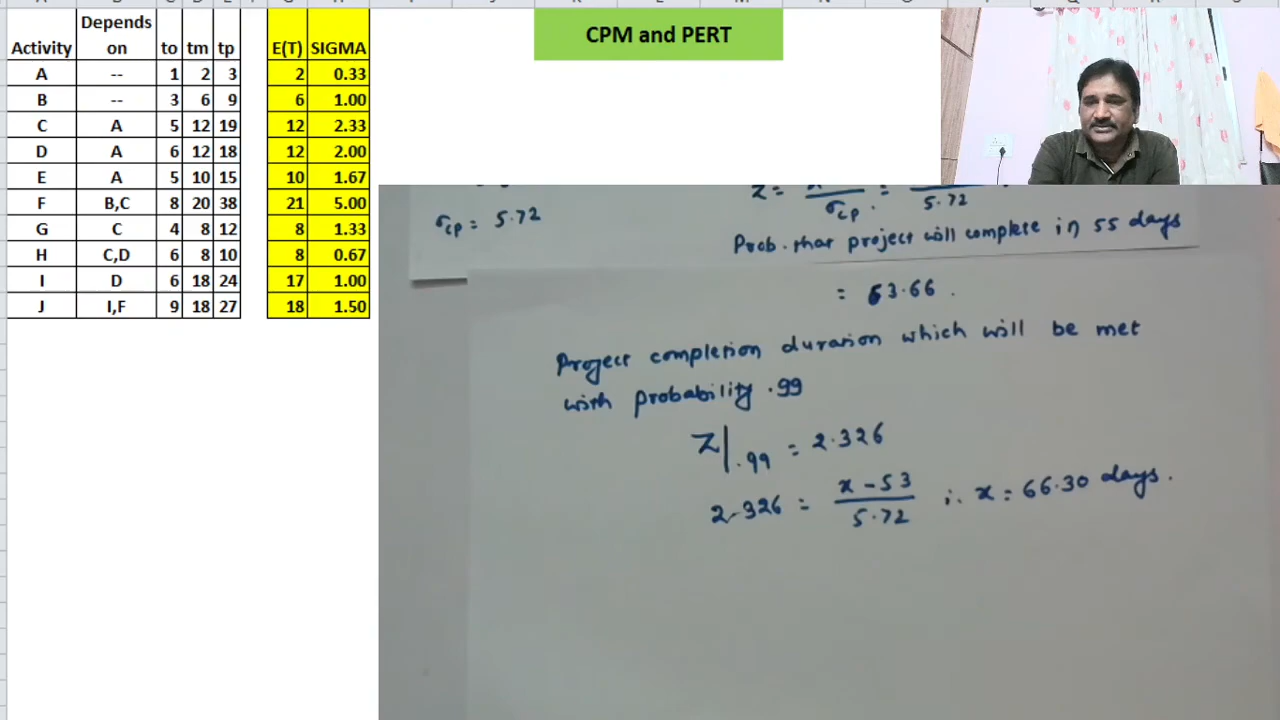 CPM and PERT
Depends
Activity on to tm tp E(T) SIGMA
A -- 1 2 3 2 0.33
B -- 3 6 9 6 1.00
C A 5 12 19 12 2.33
D A 6 12 18 12 2.00
E A 5 10 15 10 1.67
F B,C 8 20 38 21 5.00
G C 4 8 12 8 1.33
H C,D 6 8 10 8 0.67
I D 6 18 24 17 1.00
J I,F 9 18 27 18 1.50
σcp = 5.72
Z = σcp. = 5.72
Prob. that project will complete in 55 days
= 63.66 .
Project completion duration which will be met
with probability .99
Z|.99 = 2.326
2.326 = x - 53 / 5.72 ∴ x = 66.30 days.